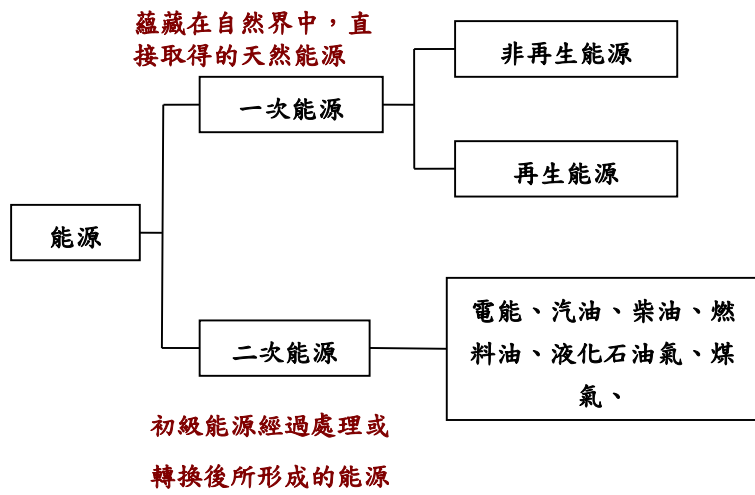 蘊藏在自然界中，直
接取得的天然能源
非再生能源
一次能源
再生能源
能源
電能、汽油、柴油、燃
料油、液化石油氣、煤
氣、
二次能源
初級能源經過處理或
轉換後所形成的能源